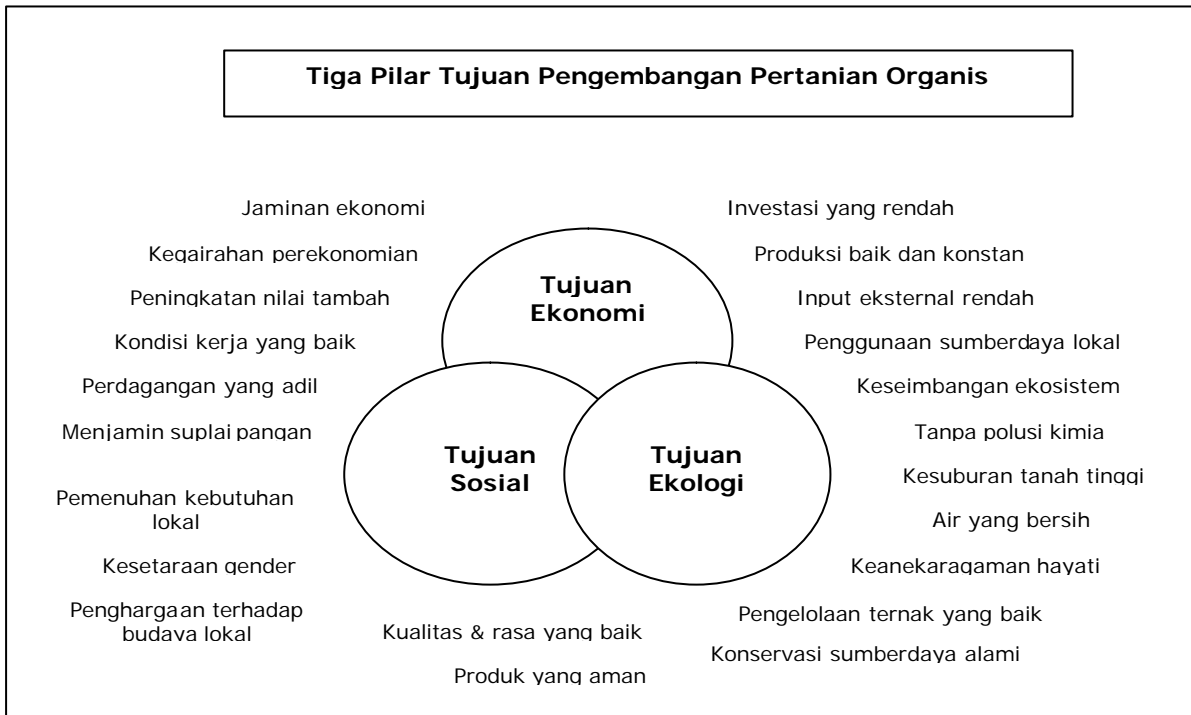 Tiga Pilar Tujuan Pengembangan Pertanian Organis
Jaminan ekonomi
Kegairahan perekonomian
Peningkatan nilai tambah
Kondisi kerja yang baik
Perdagangan yang adil
Menjamin suplai pangan
Pemenuhan kebutuhan
lokal
Kesetaraan gender
Penghargaan terhadap
budaya lokal
Tujuan
Ekonomi
Tujuan
Sosial
Tujuan
Ekologi
Investasi yang rendah
Produksi baik dan konstan
Input eksternal rendah
Penggunaan sumberdaya lokal
Keseimbangan ekosistem
Tanpa polusi kimia
Kesuburan tanah tinggi
Air yang bersih
Keanekaragaman hayati
Pengelolaan ternak yang baik
Konservasi sumberdaya alami
Kualitas & rasa yang baik
Produk yang aman